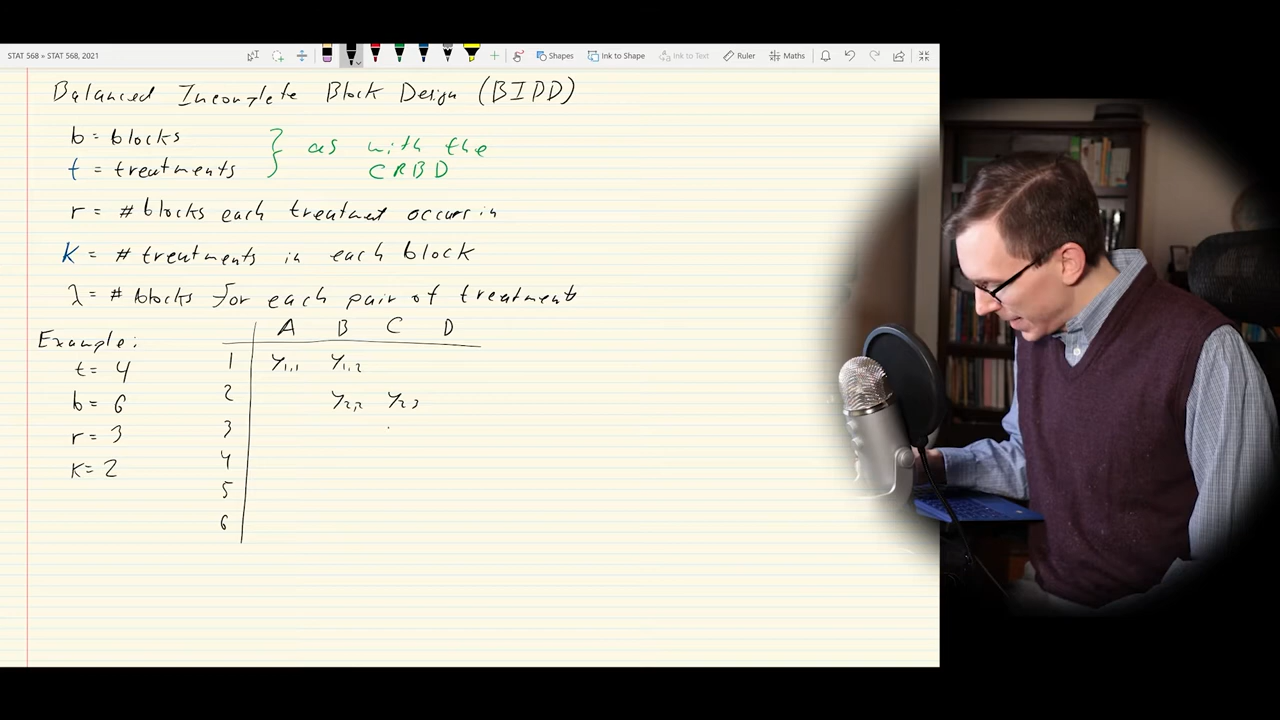 STAT 568 » STAT 568, 2021
Shapes Ink to Shape Ink to Text Ruler Maths
Balanced Incomplete Block Design (BIBD)
b = blocks
t = treatments } as with the CRBD
r = # blocks each treatment occurs in
K = # treatments in each block
λ = # blocks for each pair of treatments
Example:
t = 4
b = 6
r = 3
K = 2
A B C D
1 y1,1 y1,2
2 y2,2 y2,3
3
4
5
6